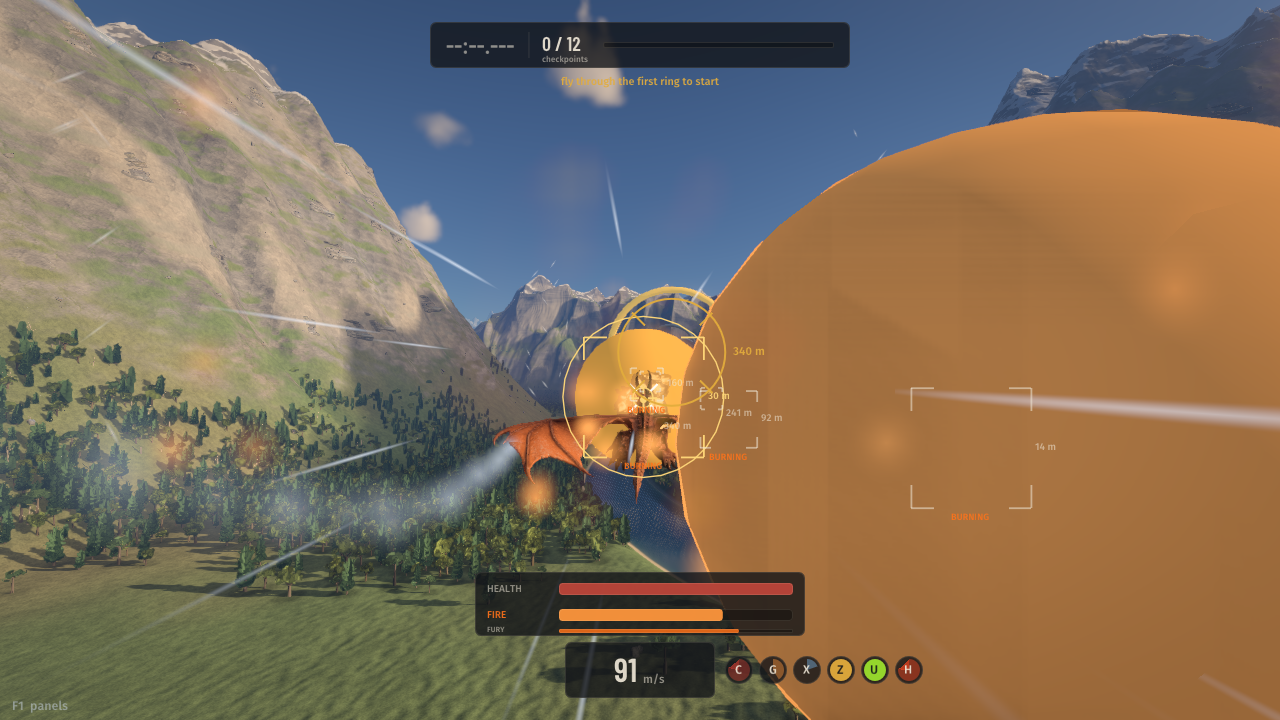 --:--.---
0 / 12
checkpoints
fly through the first ring to start
340 m
30 m
241 m
92 m
14 m
BURNING
BURNING
BURNING
BURNING
HEALTH
FIRE
FURY
91 m/s
C G X Z U H
F1 panels